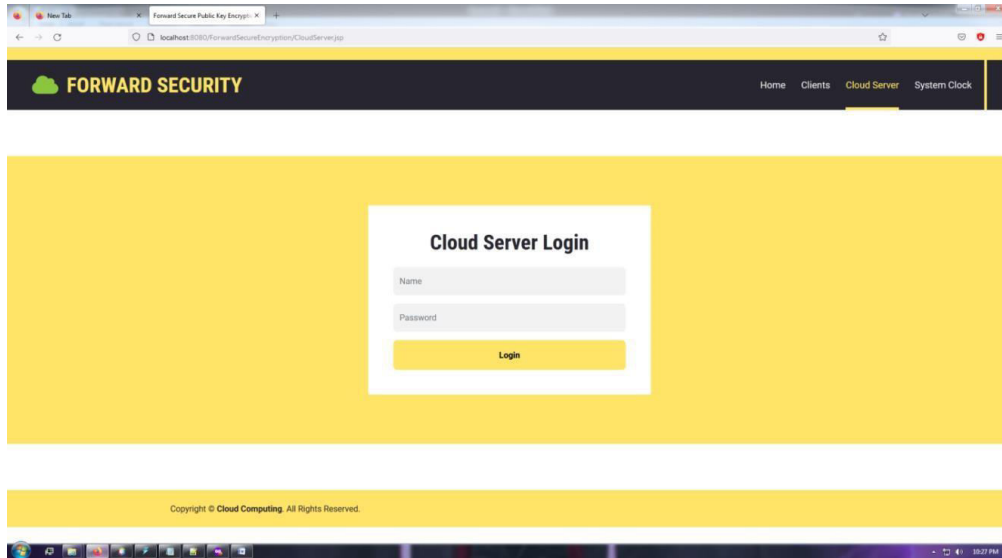 New Tab
Forward Secure Public Key Encrypti
localhost:8080/ForwardSecureEncryption/CloudServer.jsp
FORWARD SECURITY
Home Clients Cloud Server System Clock
Cloud Server Login
Name
Password
Login
Copyright © Cloud Computing. All Rights Reserved.
10:27 PM